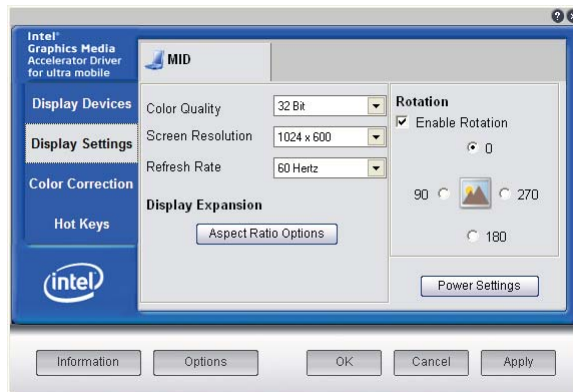 Intel®
Graphics Media
Accelerator Driver
for ultra mobile
MID
Display Devices
Display Settings
Color Correction
Hot Keys
intel
Color Quality
32 Bit
Screen Resolution
1024 x 600
Refresh Rate
60 Hertz
Display Expansion
Aspect Ratio Options
Rotation
Enable Rotation
0
90
270
180
Power Settings
Information
Options
OK
Cancel
Apply